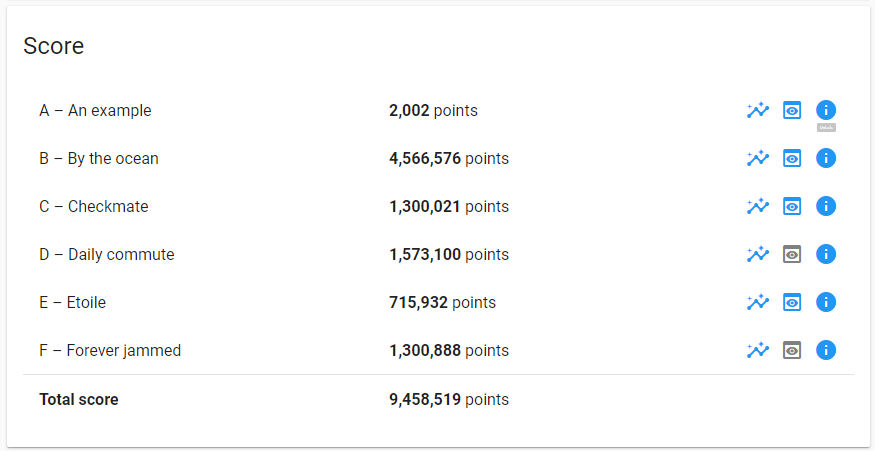 Score
A – An example 2,002 points
B – By the ocean 4,566,576 points
C – Checkmate 1,300,021 points
D – Daily commute 1,573,100 points
E – Etoile 715,932 points
F – Forever jammed 1,300,888 points
Total score 9,458,519 points